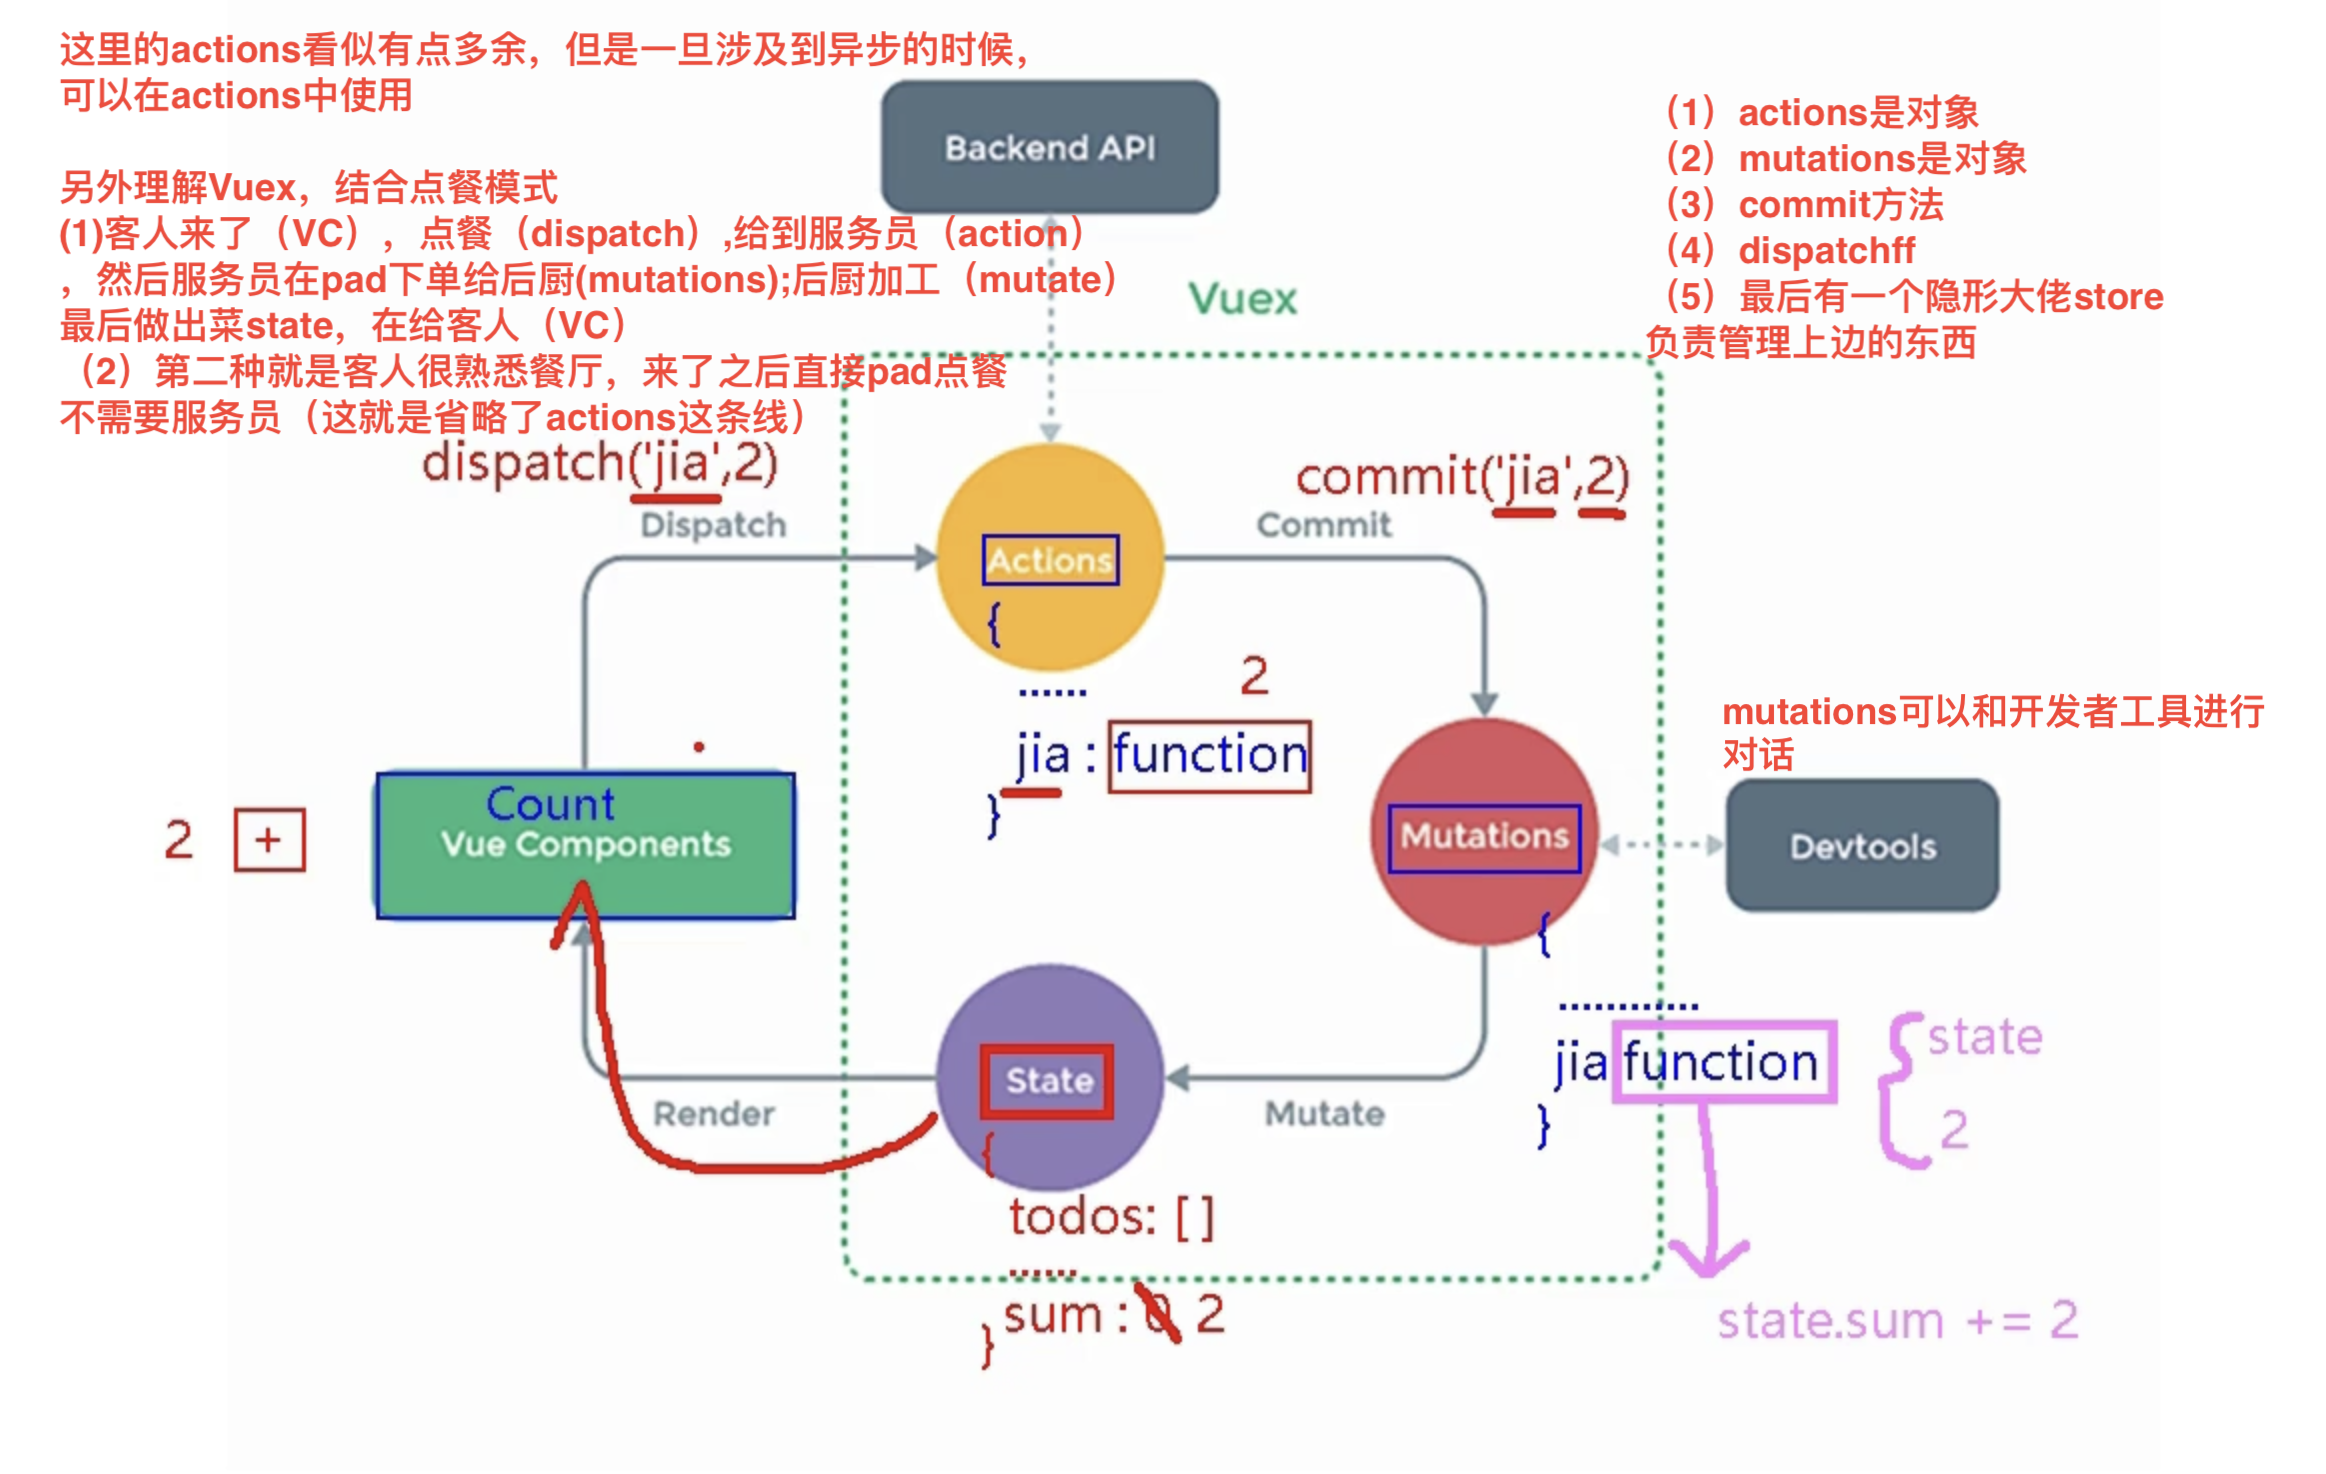 这里的actions看似有点多余，但是一旦涉及到异步的时候，
可以在actions中使用
另外理解Vuex，结合点餐模式
(1)客人来了（VC），点餐（dispatch）,给到服务员（action）
，然后服务员在pad下单给后厨(mutations);后厨加工（mutate）
最后做出菜state，在给客人（VC）
（2）第二种就是客人很熟悉餐厅，来了之后直接pad点餐
不需要服务员（这就是省略了actions这条线）
Backend API
（1）actions是对象
（2）mutations是对象
（3）commit方法
（4）dispatchff
（5）最后有一个隐形大佬store
负责管理上边的东西
Vuex
dispatch('jia',2)
Dispatch
commit('jia',2)
Commit
Actions
{
......
2
jia : function
}
mutations可以和开发者工具进行
对话
2 +
Count
Vue Components
Mutations
Devtools
{
............
jia function
}
{ state
2
State
Render
Mutate
{
todos: [ ]
......
sum : 0 2
}
state.sum += 2